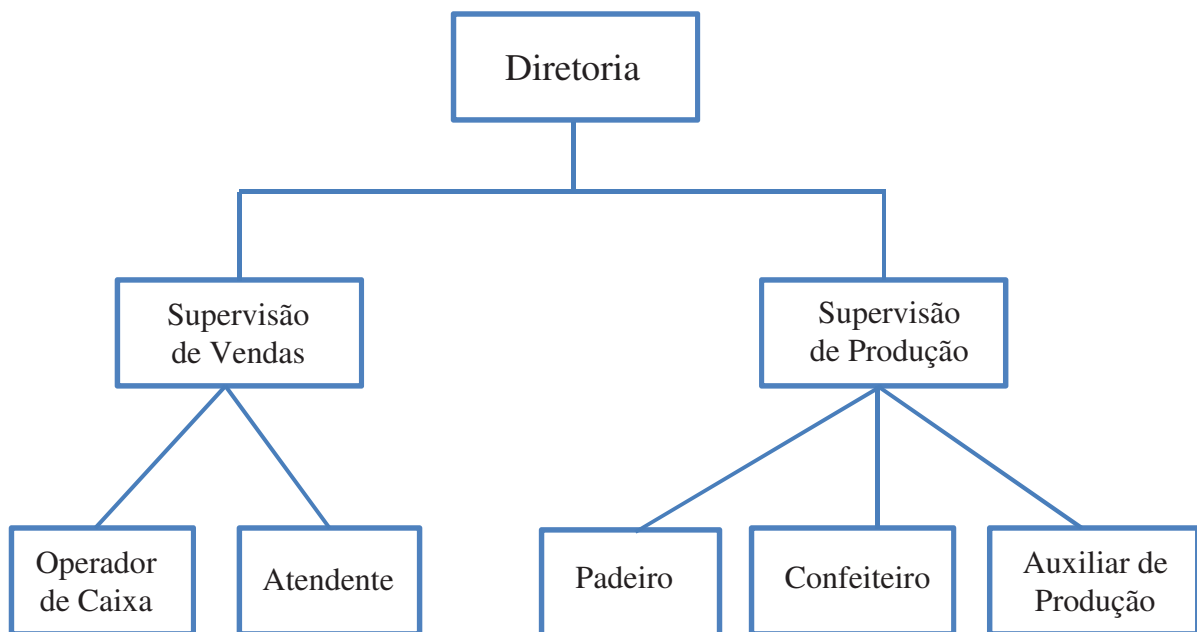 Diretoria
Supervisão
de Vendas
Supervisão
de Produção
Operador
de Caixa
Atendente
Padeiro
Confeiteiro
Auxiliar de
Produção